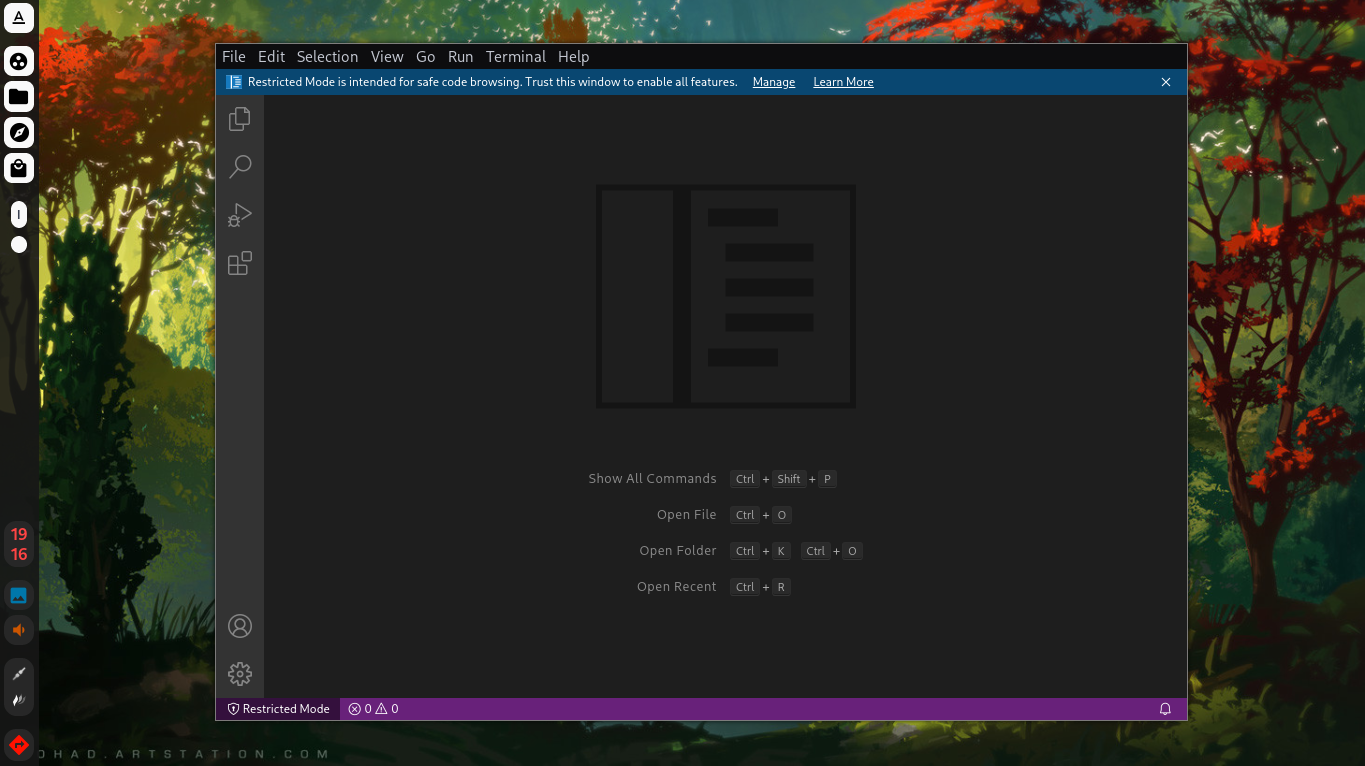 A
File Edit Selection View Go Run Terminal Help
Restricted Mode is intended for safe code browsing. Trust this window to enable all features. Manage Learn More
I
Show All Commands Ctrl + Shift + P
Open File Ctrl + O
Open Folder Ctrl + K Ctrl + O
Open Recent Ctrl + R
19
16
Restricted Mode 0 0
OHAD.ARTSTATION.COM